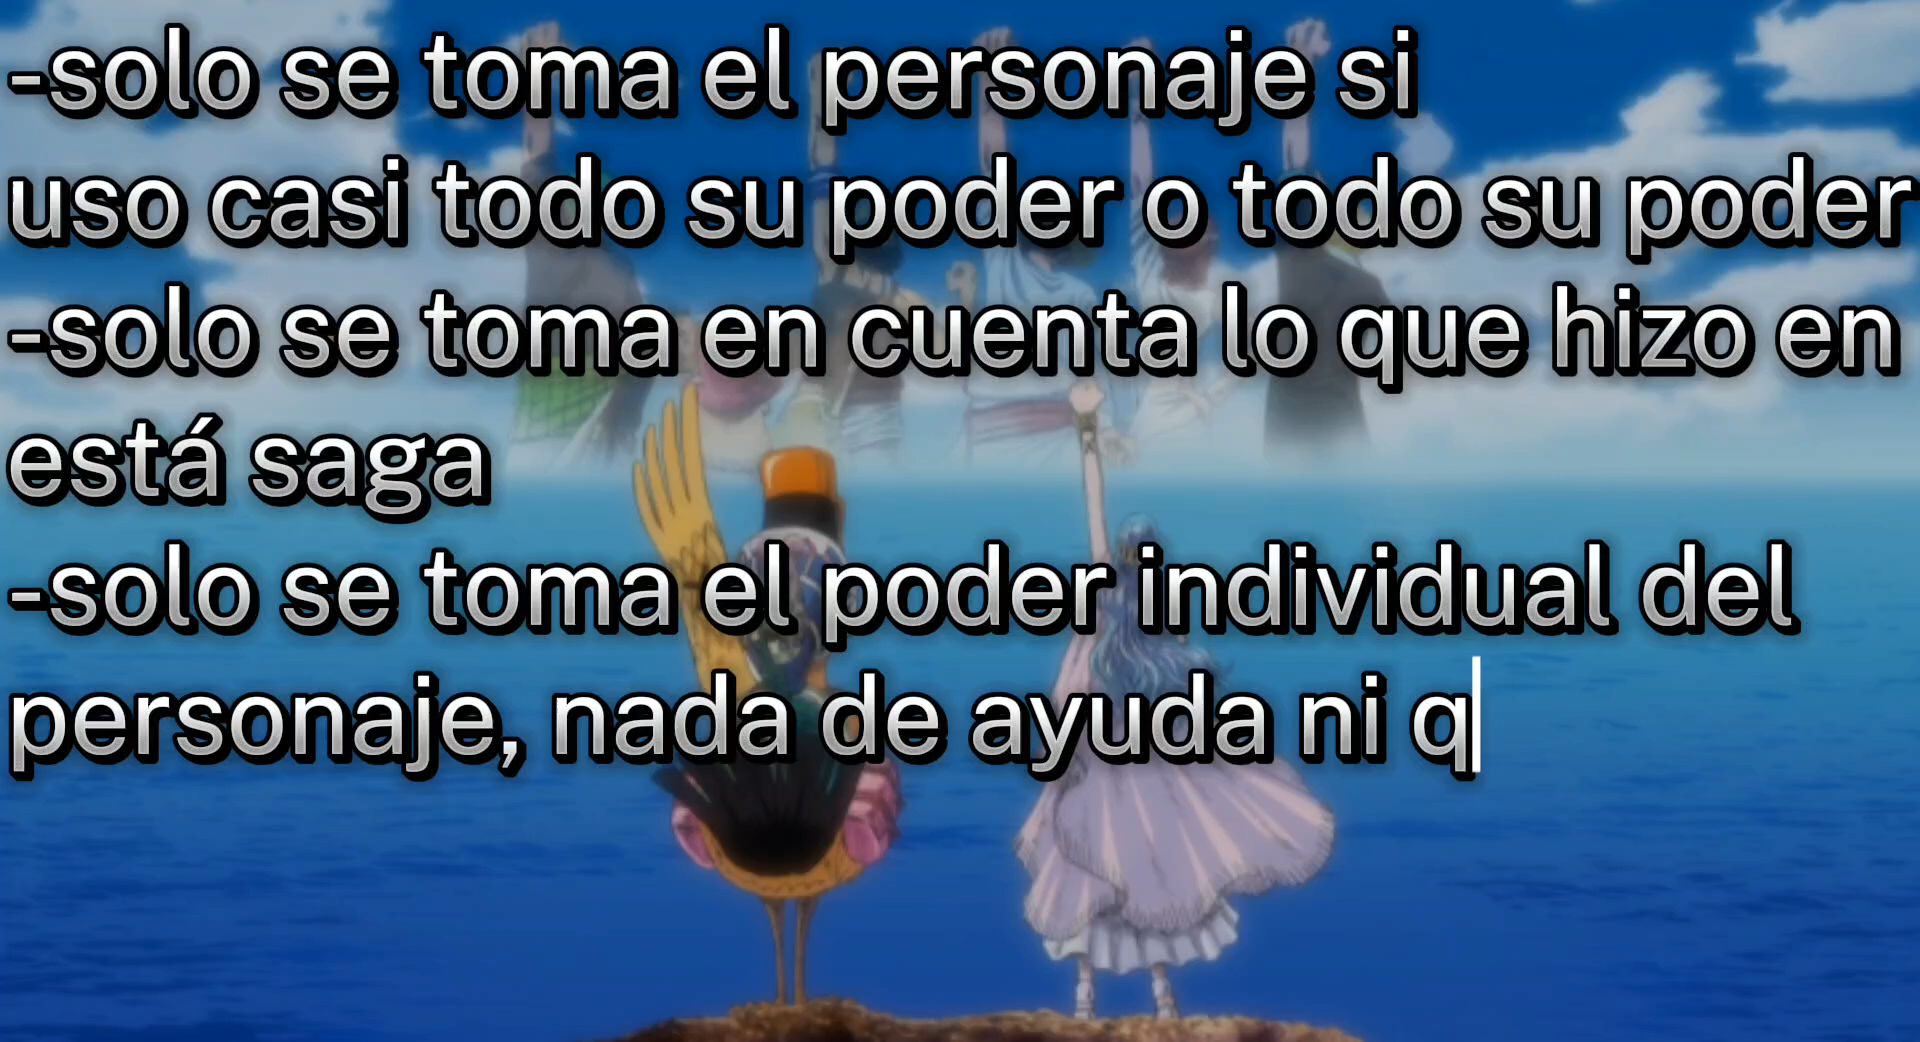 -solo se toma el personaje si
uso casi todo su poder o todo su poder
-solo se toma en cuenta lo que hizo en
está saga
-solo se toma el poder individual del
personaje, nada de ayuda ni q